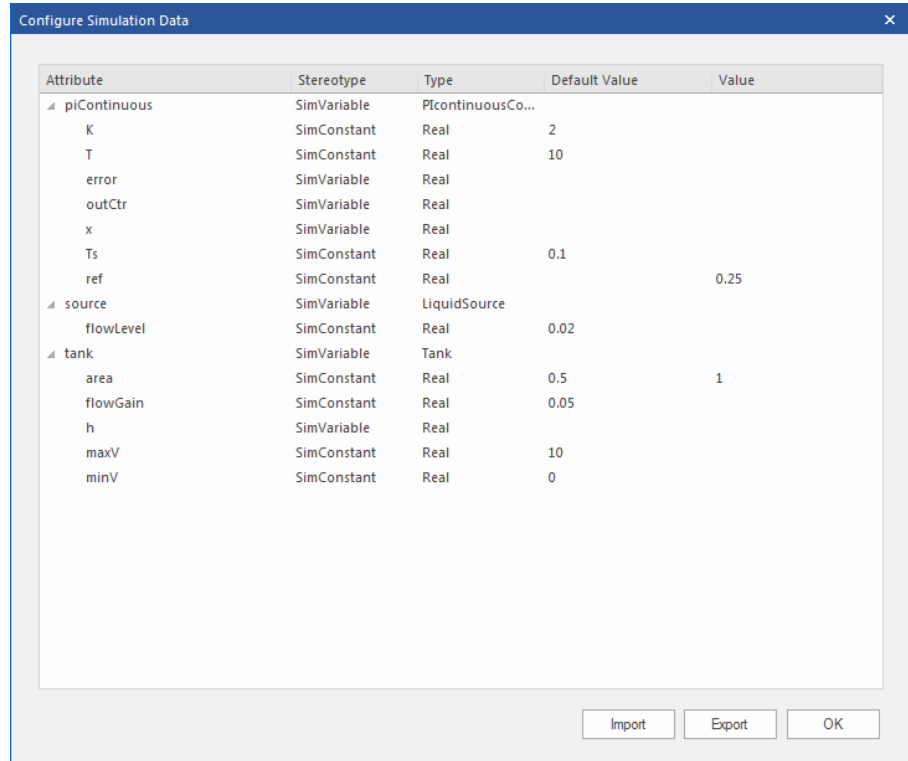 Configure Simulation Data
Attribute Stereotype Type Default Value Value
piContinuous SimVariable PIcontinuousCo...
K SimConstant Real 2
T SimConstant Real 10
error SimVariable Real
outCtr SimVariable Real
x SimVariable Real
Ts SimConstant Real 0.1
ref SimConstant Real 0.25
source SimVariable LiquidSource
flowLevel SimConstant Real 0.02
tank SimVariable Tank
area SimConstant Real 0.5 1
flowGain SimConstant Real 0.05
h SimVariable Real
maxV SimConstant Real 10
minV SimConstant Real 0
Import Export OK